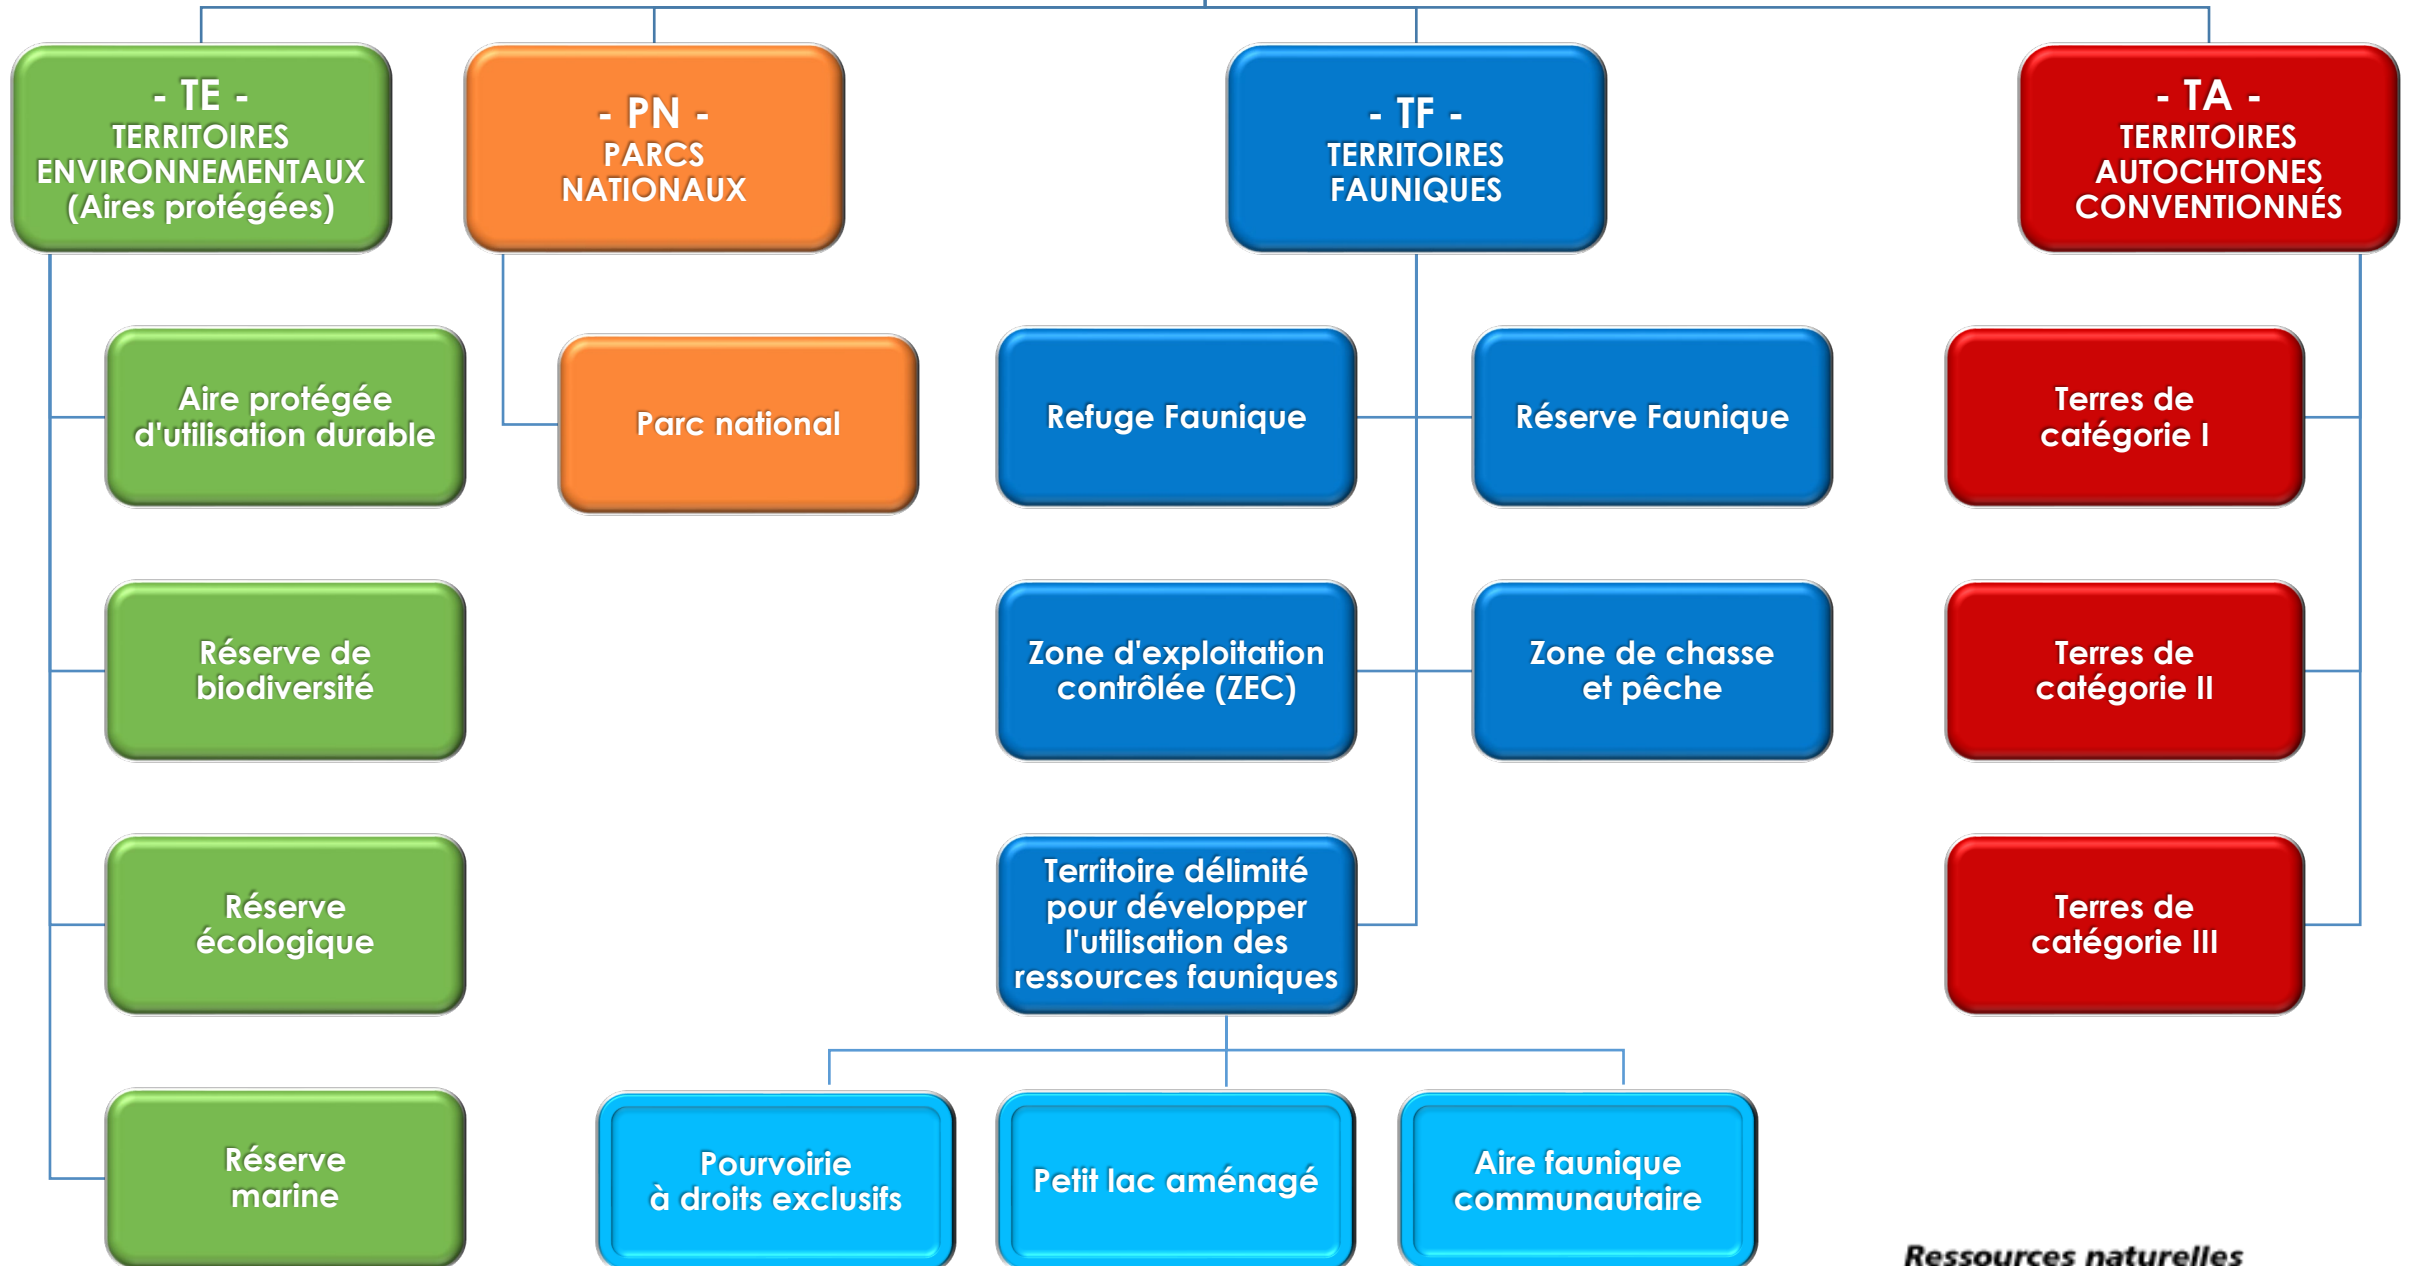 - TE -
TERRITOIRES
ENVIRONNEMENTAUX
(Aires protégées)
- PN -
PARCS
NATIONAUX
- TF -
TERRITOIRES
FAUNIQUES
- TA -
TERRITOIRES
AUTOCHTONES
CONVENTIONNÉS
Aire protégée
d'utilisation durable
Parc national
Refuge Faunique
Réserve Faunique
Terres de
catégorie I
Réserve de
biodiversité
Zone d'exploitation
contrôlée (ZEC)
Zone de chasse
et pêche
Terres de
catégorie II
Réserve
écologique
Territoire délimité
pour développer
l'utilisation des
ressources fauniques
Terres de
catégorie III
Réserve
marine
Pourvoirie
à droits exclusifs
Petit lac aménagé
Aire faunique
communautaire
Ressources naturelles